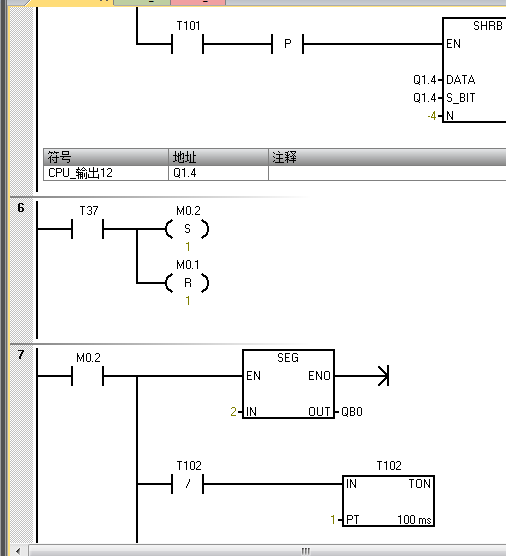 T101
SHRB
P
EN
Q1.4 DATA
Q1.4 S_BIT
-4 N
符号 地址 注释
CPU_输出12 Q1.4
6
T37 M0.2
S
1
M0.1
R
1
7
M0.2 SEG
EN ENO
2 IN OUT QB0
T102 T102
/ IN TON
1 PT 100 ms